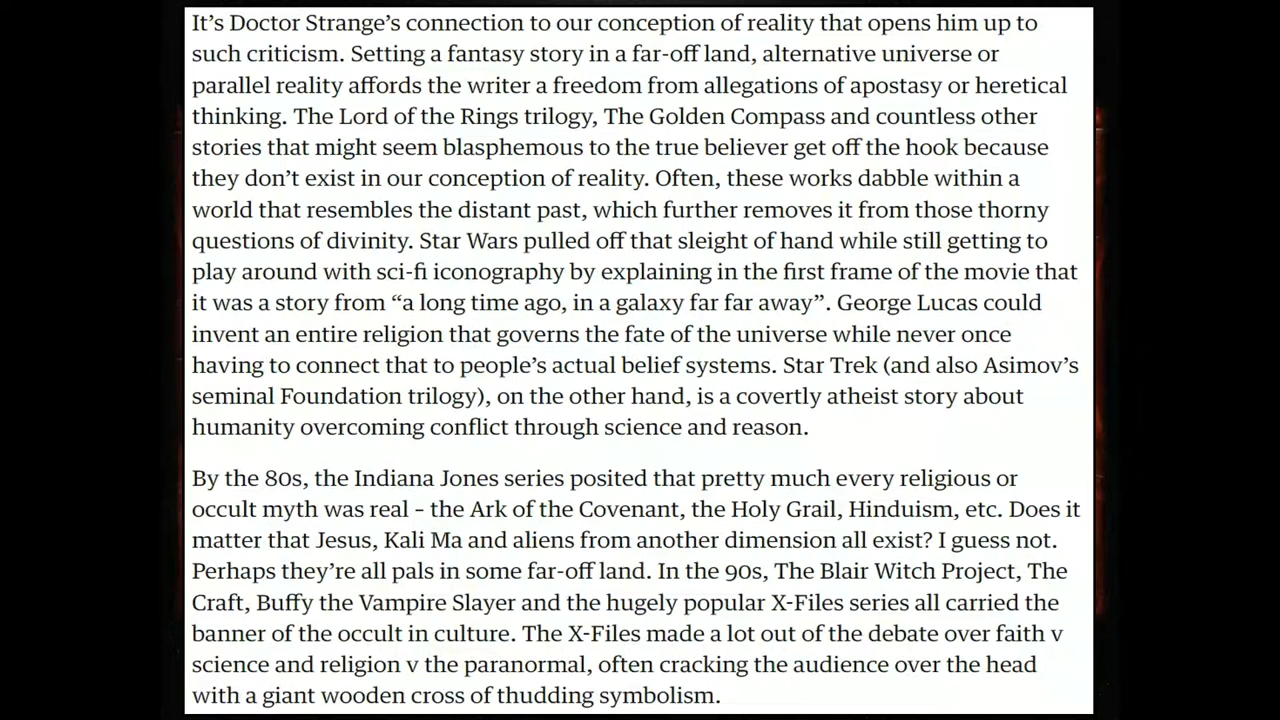 It’s Doctor Strange’s connection to our conception of reality that opens him up to
such criticism. Setting a fantasy story in a far-off land, alternative universe or
parallel reality affords the writer a freedom from allegations of apostasy or heretical
thinking. The Lord of the Rings trilogy, The Golden Compass and countless other
stories that might seem blasphemous to the true believer get off the hook because
they don’t exist in our conception of reality. Often, these works dabble within a
world that resembles the distant past, which further removes it from those thorny
questions of divinity. Star Wars pulled off that sleight of hand while still getting to
play around with sci-fi iconography by explaining in the first frame of the movie that
it was a story from “a long time ago, in a galaxy far far away”. George Lucas could
invent an entire religion that governs the fate of the universe while never once
having to connect that to people’s actual belief systems. Star Trek (and also Asimov’s
seminal Foundation trilogy), on the other hand, is a covertly atheist story about
humanity overcoming conflict through science and reason.
By the 80s, the Indiana Jones series posited that pretty much every religious or
occult myth was real – the Ark of the Covenant, the Holy Grail, Hinduism, etc. Does it
matter that Jesus, Kali Ma and aliens from another dimension all exist? I guess not.
Perhaps they’re all pals in some far-off land. In the 90s, The Blair Witch Project, The
Craft, Buffy the Vampire Slayer and the hugely popular X-Files series all carried the
banner of the occult in culture. The X-Files made a lot out of the debate over faith v
science and religion v the paranormal, often cracking the audience over the head
with a giant wooden cross of thudding symbolism.